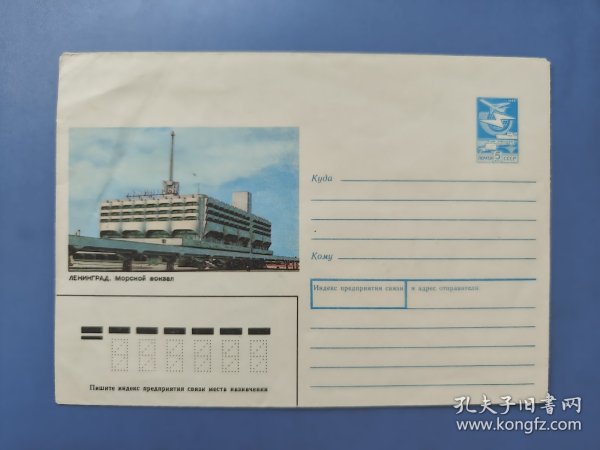 ПОЧТА 5 СССР
Куда
ЛЕНИНГРАД. Морской вокзал
Кому
Индекс предприятия связи и адрес отправителя
Пишите индекс предприятия связи места назначения
孔夫子旧书网
www.kongfz.com